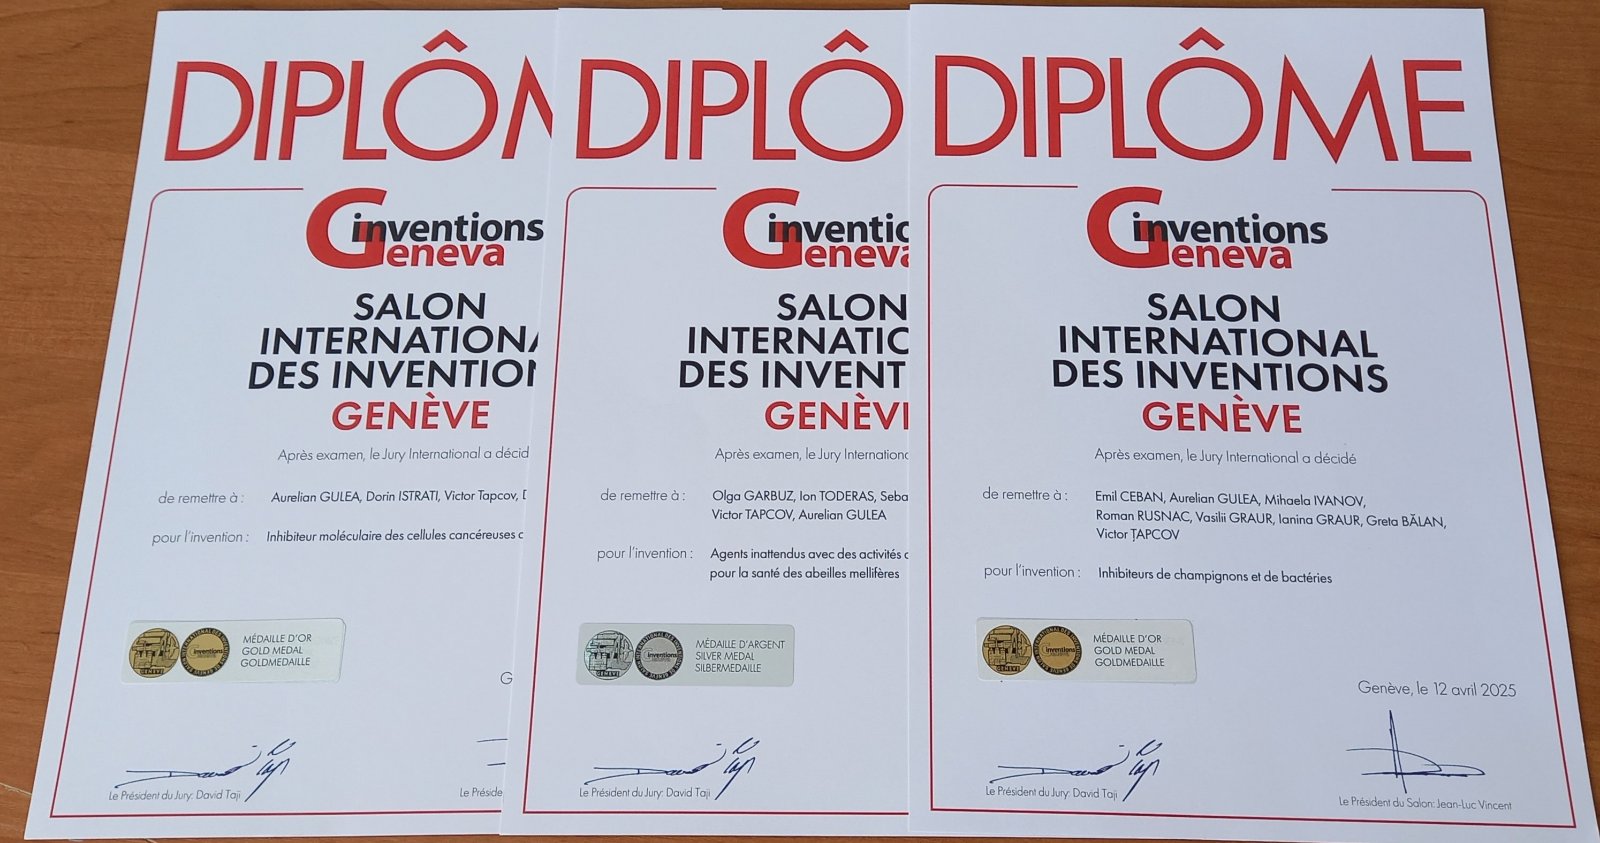 DIPLÔM
inventions
Geneva
SALON
INTERNATIONA
DES INVENTION
GENÈVE
Après examen, le Jury International a décid
de remettre à : Aurelian GULEA, Dorin ISTRATI, Victor Tapcov, D
pour l'invention : Inhibiteur moléculaire des cellules cancéreuses
MÉDAILLE D'OR
GOLD MEDAL
GOLDMEDAILLE
G
Le Président du Jury: David Taji
Le Préside
DIPLÔ
inventio
Geneva
SALON
INTERNATIO
DES INVENT
GENÈV
Après examen, le Jury Internationa
de remettre à : Olga GARBUZ, Ion TODERAS, Seba
Victor TAPCOV, Aurelian GULEA
pour l'invention : Agents inattendus avec des activités
pour la santé des abeilles mellifères
MÉDAILLE D'ARGENT
SILVER MEDAL
SILBERMEDAILLE
Le Président du Jury: David Taji
DIPLÔME
inventions
Geneva
SALON
INTERNATIONAL
DES INVENTIONS
GENÈVE
Après examen, le Jury International a décidé
de remettre à : Emil CEBAN, Aurelian GULEA, Mihaela IVANOV,
Roman RUSNAC, Vasilii GRAUR, Ianina GRAUR, Greta BĂLAN,
Victor ȚAPCOV
pour l'invention : Inhibiteurs de champignons et de bactéries
MÉDAILLE D'OR
GOLD MEDAL
GOLDMEDAILLE
Genève, le 12 avril 2025
Le Président du Jury: David Taji
Le Président du Salon: Jean-Luc Vincent